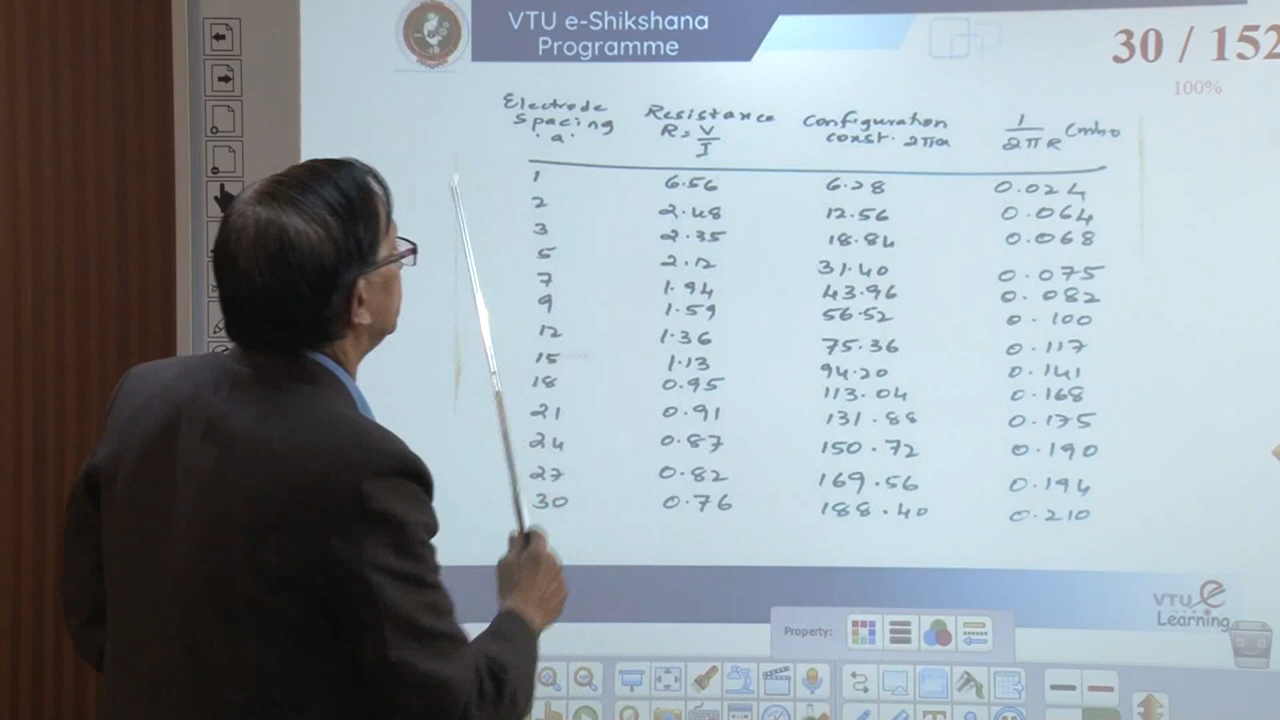 VTU e-Shikshana
Programme
30 / 152
100%
Electrode Spacing 'a'
Resistance R = V/I
Configuration const. 2πa
1/2πR (mho
1 6.56 6.28 0.024
2 2.48 12.56 0.064
3 2.35 18.84 0.068
5 2.12 31.40 0.075
7 1.94 43.96 0.082
9 1.59 56.52 0.100
12 1.36 75.36 0.117
15 1.13 94.20 0.141
18 0.95 113.04 0.168
21 0.91 131.88 0.175
24 0.87 150.72 0.190
27 0.82 169.56 0.194
30 0.76 188.40 0.210
VTU e
Learning
Property: